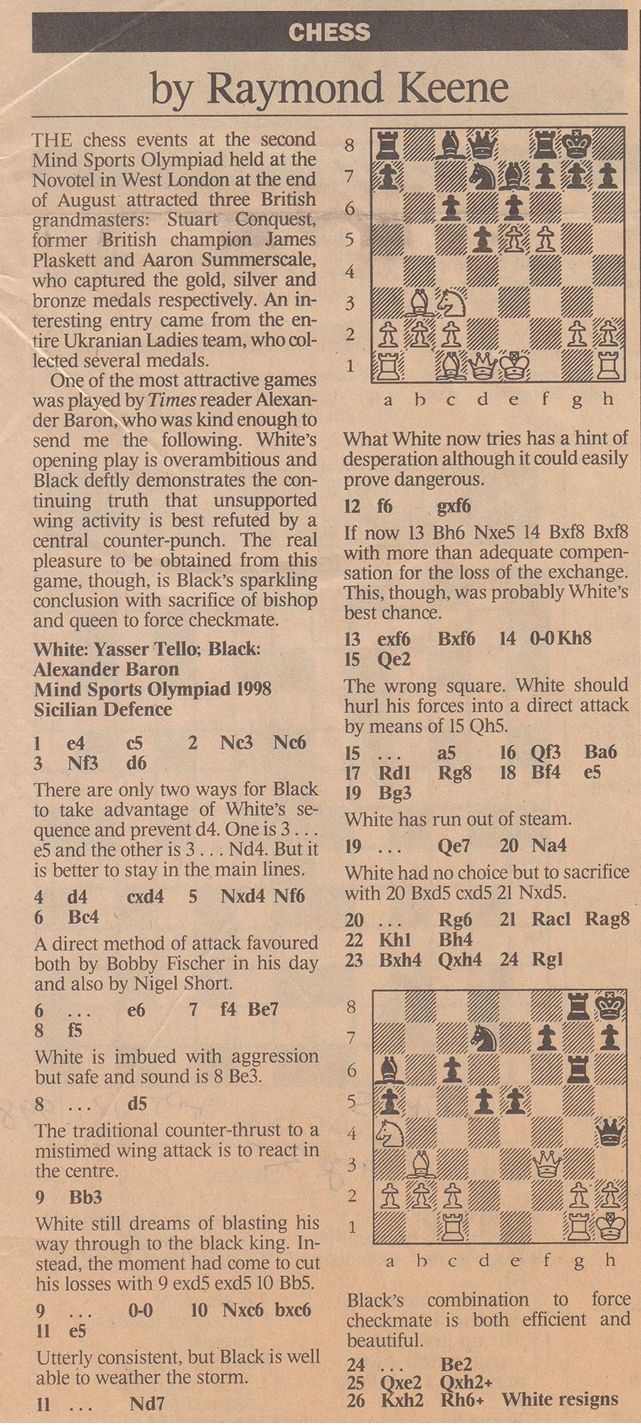 CHESS
by Raymond Keene
THE chess events at the second
Mind Sports Olympiad held at the
Novotel in West London at the end
of August attracted three British
grandmasters: Stuart Conquest,
former British champion James
Plaskett and Aaron Summerscale,
who captured the gold, silver and
bronze medals respectively. An in-
teresting entry came from the en-
tire Ukranian Ladies team, who col-
lected several medals.
One of the most attractive games
was played by Times reader Alexan-
der Baron, who was kind enough to
send me the following. White's
opening play is overambitious and
Black deftly demonstrates the con-
tinuing truth that unsupported
wing activity is best refuted by a
central counter-punch. The real
pleasure to be obtained from this
game, though, is Black's sparkling
conclusion with sacrifice of bishop
and queen to force checkmate.
White: Yasser Tello; Black:
Alexander Baron
Mind Sports Olympiad 1998
Sicilian Defence
1 e4 c5 2 Nc3 Nc6
3 Nf3 d6
There are only two ways for Black
to take advantage of White's se-
quence and prevent d4. One is 3 . . .
e5 and the other is 3 . . . Nd4. But it
is better to stay in the main lines.
4 d4 cxd4 5 Nxd4 Nf6
6 Bc4
A direct method of attack favoured
both by Bobby Fischer in his day
and also by Nigel Short.
6 . . . e6 7 f4 Be7
8 f5
White is imbued with aggression
but safe and sound is 8 Be3.
8 . . . d5
The traditional counter-thrust to a
mistimed wing attack is to react in
the centre.
9 Bb3
White still dreams of blasting his
way through to the black king. In-
stead, the moment had come to cut
his losses with 9 exd5 exd5 10 Bb5.
9 . . . 0-0 10 Nxc6 bxc6
11 e5
Utterly consistent, but Black is well
able to weather the storm.
11 . . . Nd7
8
7
6
5
4
3
2
1
a b c d e f g h
What White now tries has a hint of
desperation although it could easily
prove dangerous.
12 f6 gxf6
If now 13 Bh6 Nxe5 14 Bxf8 Bxf8
with more than adequate compen-
sation for the loss of the exchange.
This, though, was probably White's
best chance.
13 exf6 Bxf6 14 0-0 Kh8
15 Qe2
The wrong square. White should
hurl his forces into a direct attack
by means of 15 Qh5.
15 . . . a5 16 Qf3 Ba6
17 Rd1 Rg8 18 Bf4 e5
19 Bg3
White has run out of steam.
19 . . . Qe7 20 Na4
White had no choice but to sacrifice
with 20 Bxd5 cxd5 21 Nxd5.
20 . . . Rg6 21 Rac1 Rag8
22 Kh1 Bh4
23 Bxh4 Qxh4 24 Rg1
8
7
6
5
4
3
2
1
a b c d e f g h
Black's combination to force
checkmate is both efficient and
beautiful.
24 . . . Be2
25 Qxe2 Qxh2+
26 Kxh2 Rh6+ White resigns